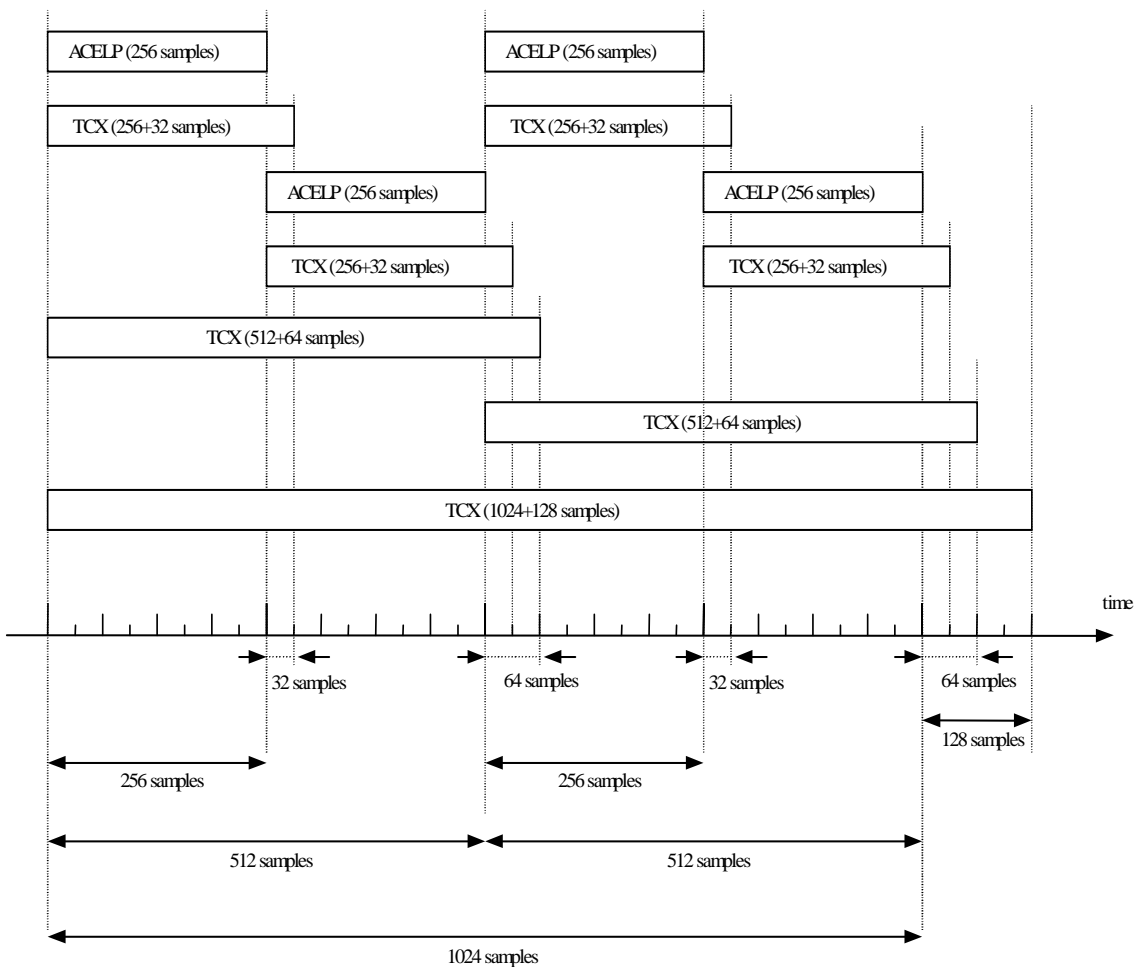 ACELP (256 samples)
ACELP (256 samples)
TCX (256+32 samples)
TCX (256+32 samples)
ACELP (256 samples)
ACELP (256 samples)
TCX (256+32 samples)
TCX (256+32 samples)
TCX (512+64 samples)
TCX (512+64 samples)
TCX (1024+128 samples)
time
32 samples
64 samples
32 samples
64 samples
128 samples
256 samples
256 samples
512 samples
512 samples
1024 samples